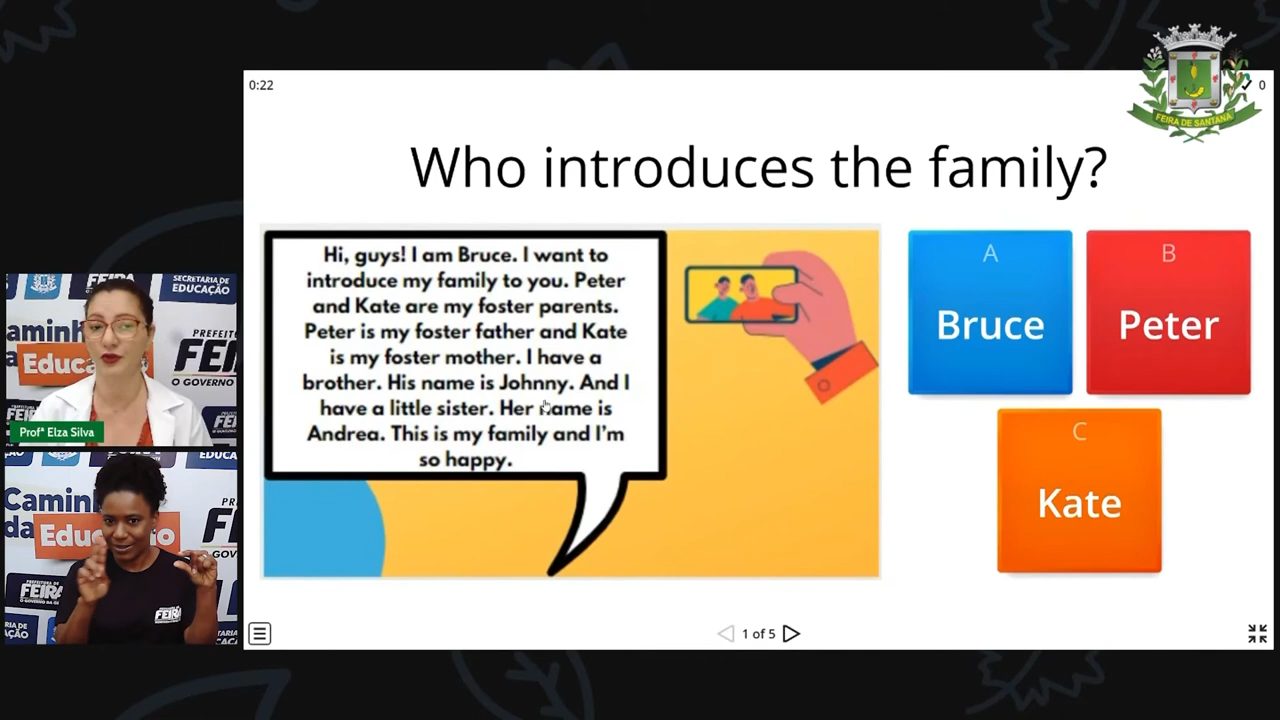 0:22
0
FEIRA DE SANTANA
Who introduces the family?
Hi, guys! I am Bruce. I want to
introduce my family to you. Peter
and Kate are my foster parents.
Peter is my foster father and Kate
is my foster mother. I have a
brother. His name is Johnny. And I
have a little sister. Her name is
Andrea. This is my family and I'm
so happy.
A
Bruce
B
Peter
C
Kate
1 of 5
SECRETARIA DE
EDUCAÇÃO
PREFEITO
FEI
O GOVERNO
Profª Elza Silva
Caminh
da
FEIRA